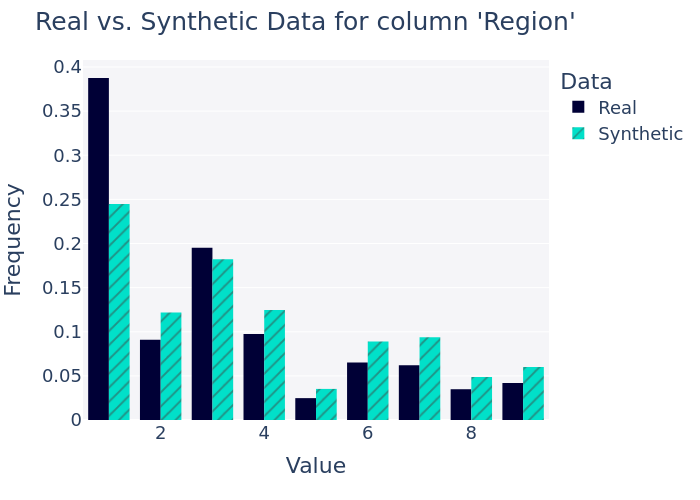 Real vs. Synthetic Data for column 'Region'
Data
Real
Synthetic
Frequency
0.4
0.35
0.3
0.25
0.2
0.15
0.1
0.05
0
2 4 6 8
Value